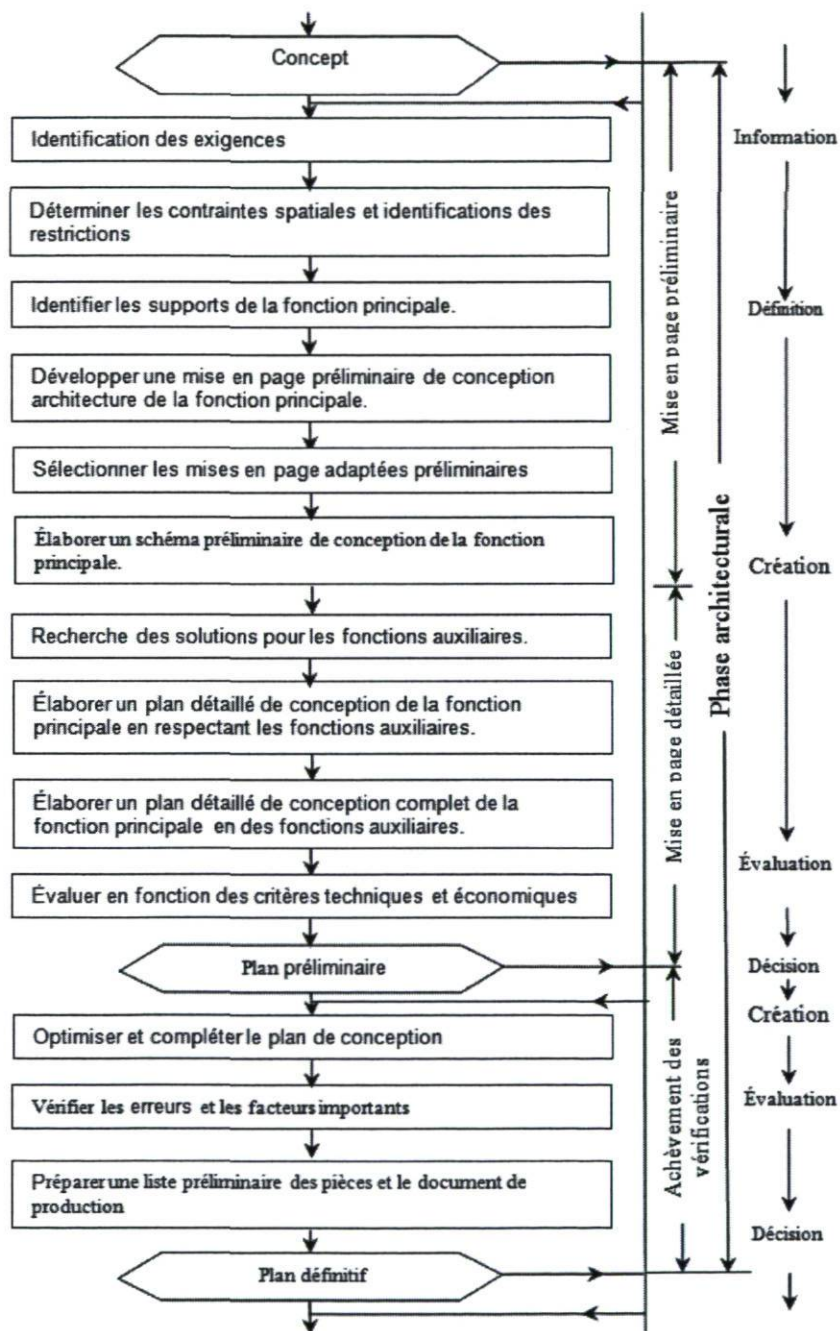 Concept
Identification des exigences
Déterminer les contraintes spatiales et identifications des
restrictions
Identifier les supports de la fonction principale.
Développer une mise en page préliminaire de conception
architecture de la fonction principale.
Sélectionner les mises en page adaptées préliminaires
Élaborer un schéma préliminaire de conception de la fonction
principale.
Recherche des solutions pour les fonctions auxiliaires.
Élaborer un plan détaillé de conception de la fonction
principale en respectant les fonctions auxiliaires.
Élaborer un plan détaillé de conception complet de la
fonction principale en des fonctions auxiliaires.
Évaluer en fonction des critères techniques et économiques
Plan préliminaire
Optimiser et compléter le plan de conception
Vérifier les erreurs et les facteurs importants
Préparer une liste préliminaire des pièces et le document de
production
Plan définitif
Mise en page préliminaire
Mise en page détaillée
Achèvement des
vérifications
Phase architecturale
Information
Définition
Création
Évaluation
Décision
Création
Évaluation
Décision